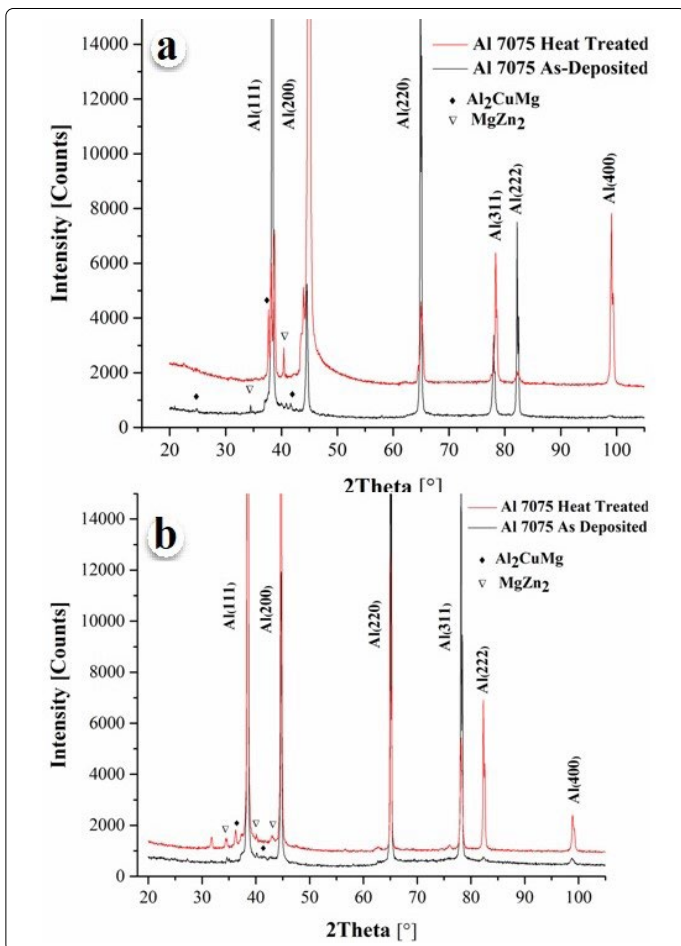 a
14000
12000
10000
8000
6000
4000
2000
0
Intensity [Counts]
Al(111)
Al(200)
Al(220)
Al(311)
Al(222)
Al(400)
Al 7075 Heat Treated
Al 7075 As-Deposited
♦ Al₂CuMg
▽ MgZn₂
20 30 40 50 60 70 80 90 100
2Theta [°]
b
14000
12000
10000
8000
6000
4000
2000
0
Intensity [Counts]
Al(111)
Al(200)
Al(220)
Al(311)
Al(222)
Al(400)
Al 7075 Heat Treated
Al 7075 As Deposited
♦ Al₂CuMg
▽ MgZn₂
20 30 40 50 60 70 80 90 100
2Theta [°]